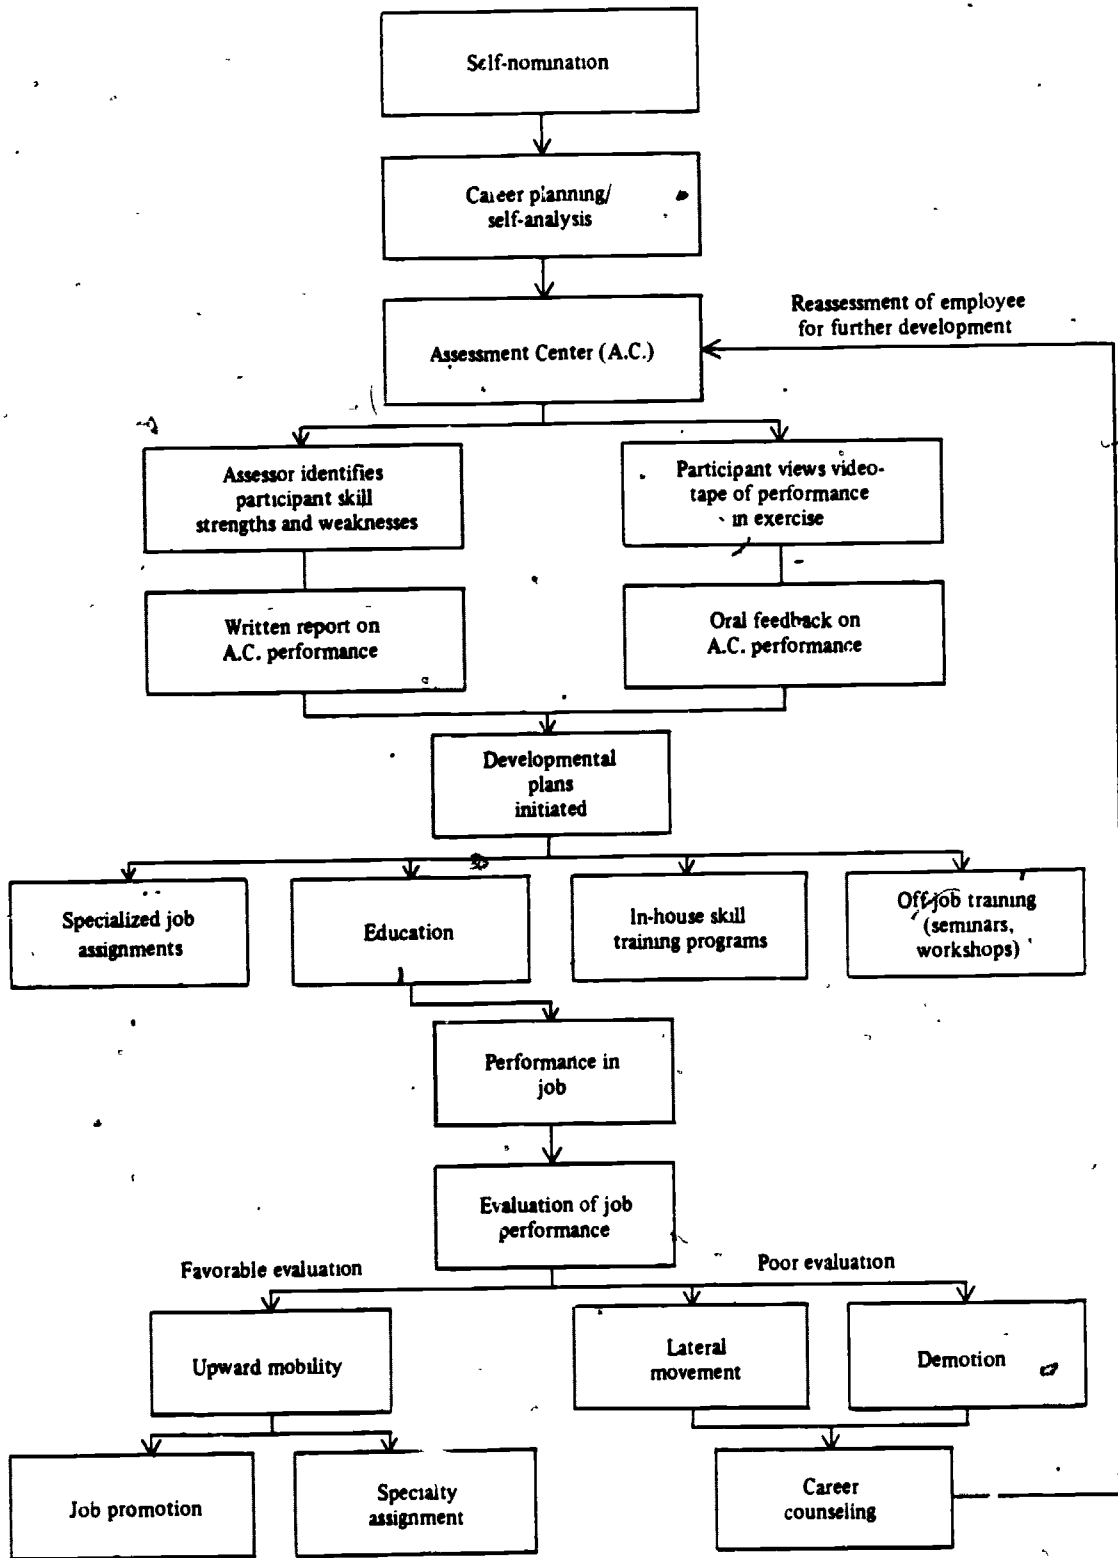 Self-nomination
Career planning/
self-analysis
Reassessment of employee
for further development
Assessment Center (A.C.)
Assessor identifies
participant skill
strengths and weaknesses
Participant views video-
tape of performance
in exercise
Written report on
A.C. performance
Oral feedback on
A.C. performance
Developmental
plans
initiated
Specialized job
assignments
Education
In-house skill
training programs
Off-job training
(seminars,
workshops)
Performance in
job
Evaluation of job
performance
Favorable evaluation
Poor evaluation
Upward mobility
Lateral
movement
Demotion
Job promotion
Specialty
assignment
Career
counseling